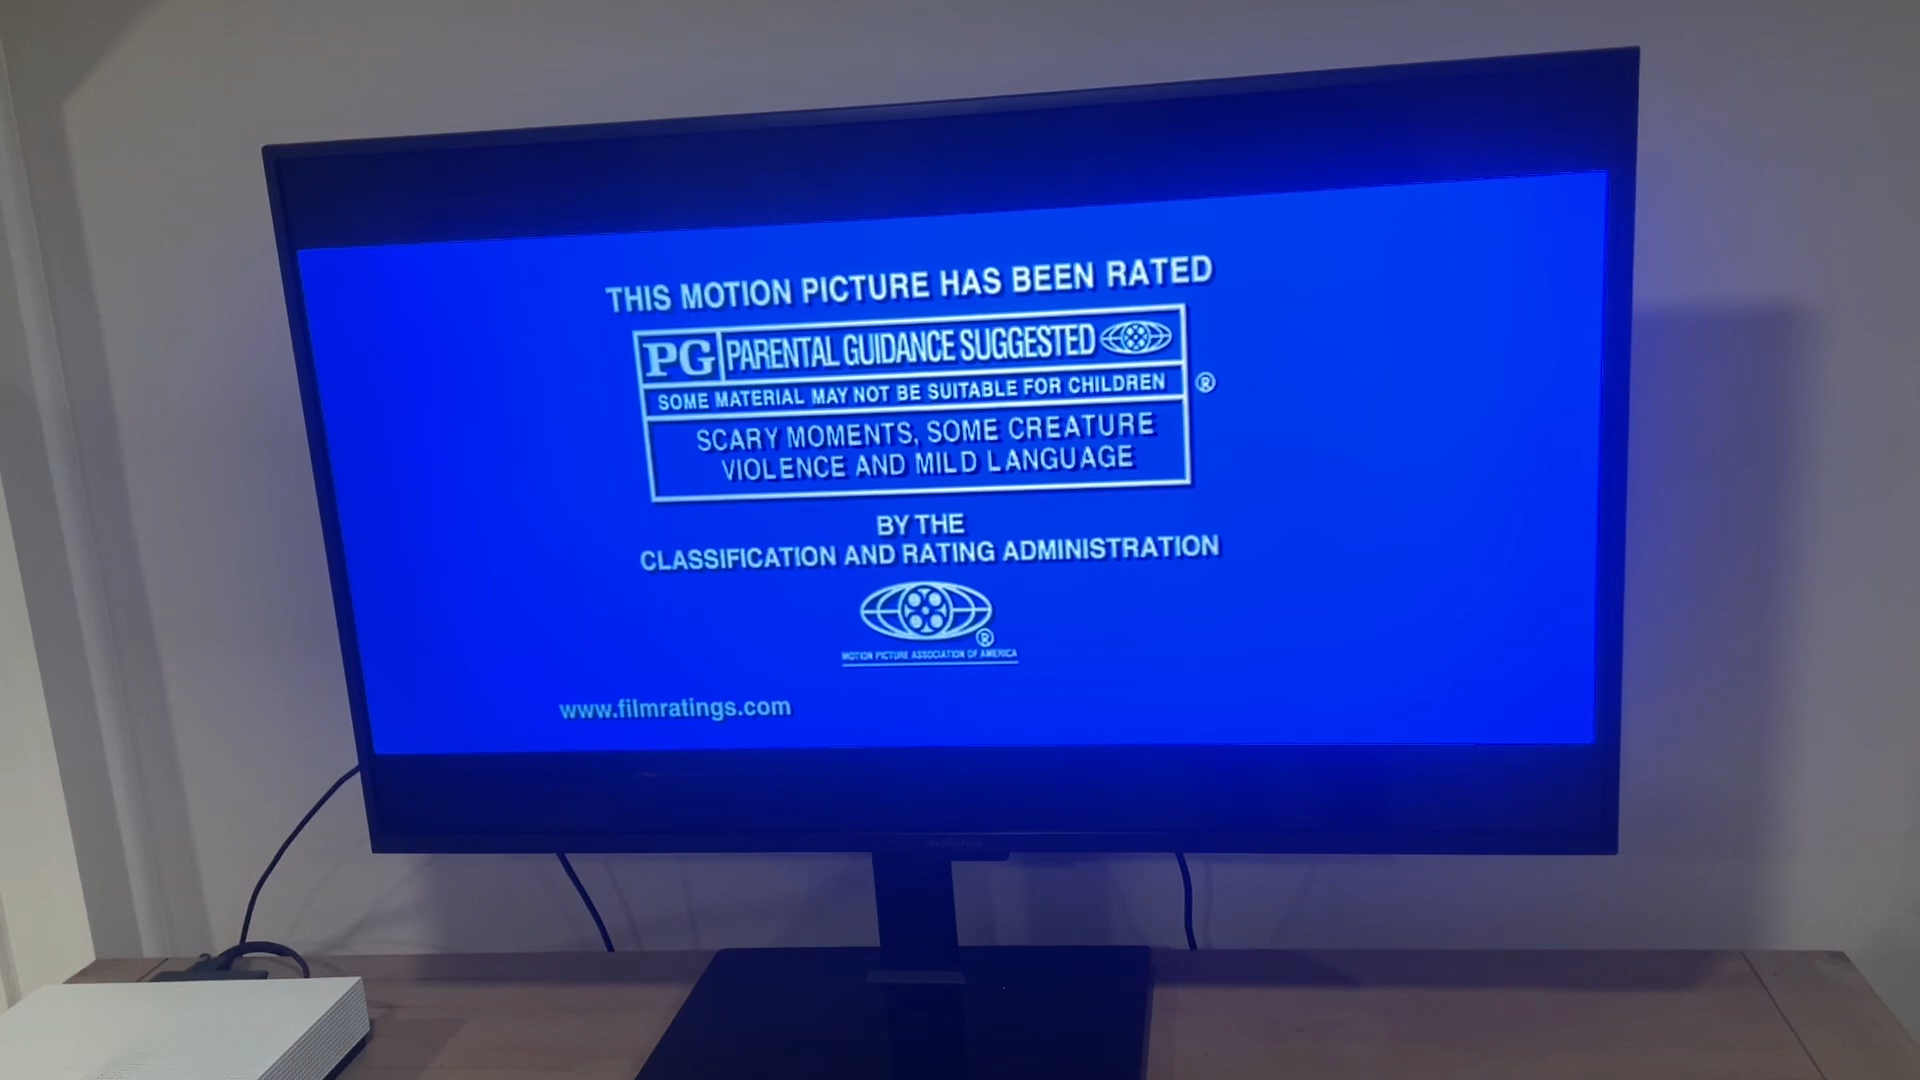 THIS MOTION PICTURE HAS BEEN RATED
PG PARENTAL GUIDANCE SUGGESTED
SOME MATERIAL MAY NOT BE SUITABLE FOR CHILDREN ®
SCARY MOMENTS, SOME CREATURE
VIOLENCE AND MILD LANGUAGE
BY THE
CLASSIFICATION AND RATING ADMINISTRATION
®
MOTION PICTURE ASSOCIATION OF AMERICA
www.filmratings.com
INSIGNIA